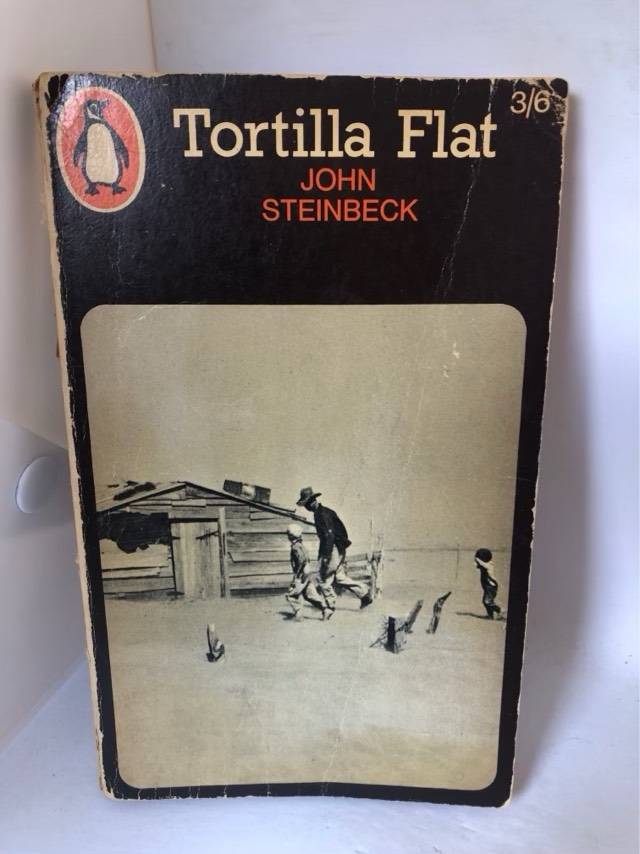 3/6
Tortilla Flat
JOHN
STEINBECK